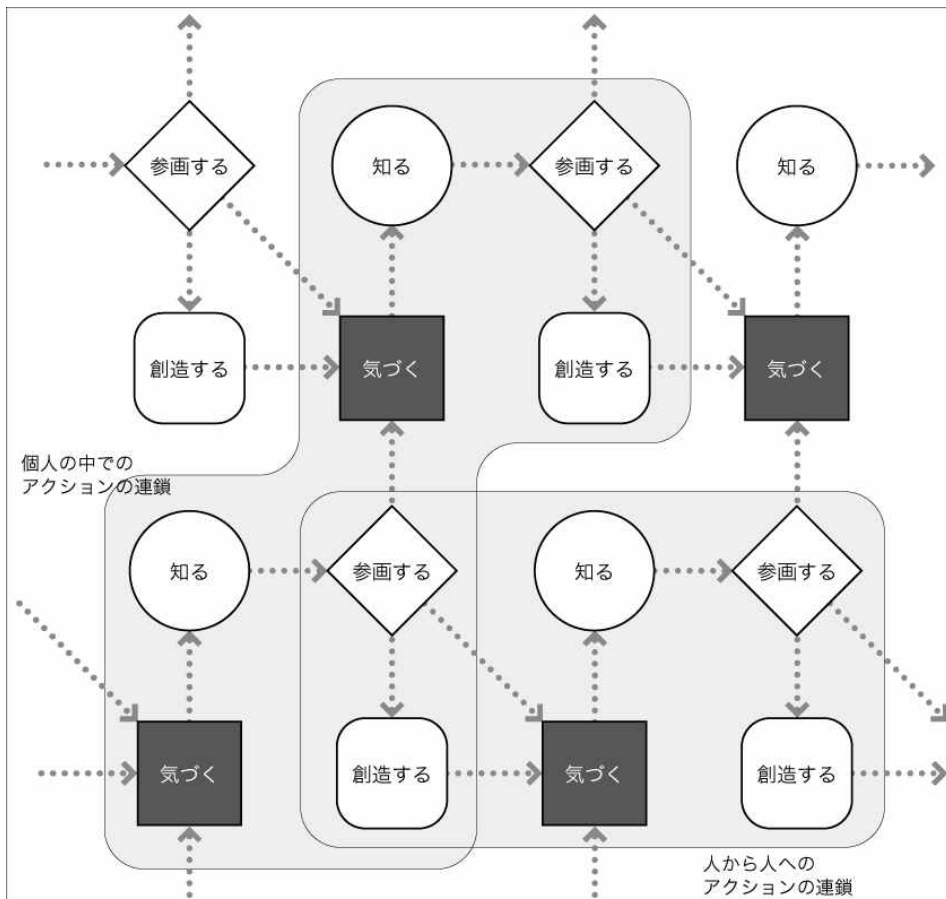 参画する
知る
参画する
知る
創造する
気づく
創造する
気づく
個人の中での
アクションの連鎖
知る
参画する
知る
参画する
気づく
創造する
気づく
創造する
人から人への
アクションの連鎖